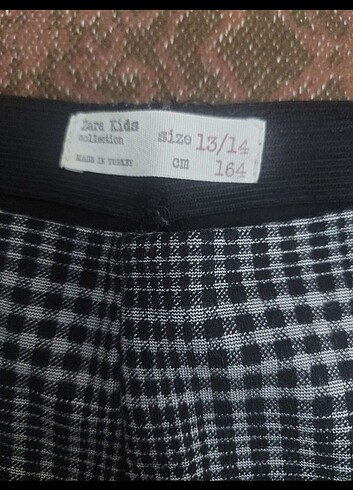 Zara Kids
collection
MADE IN TURKEY
size 13/14
cm 164